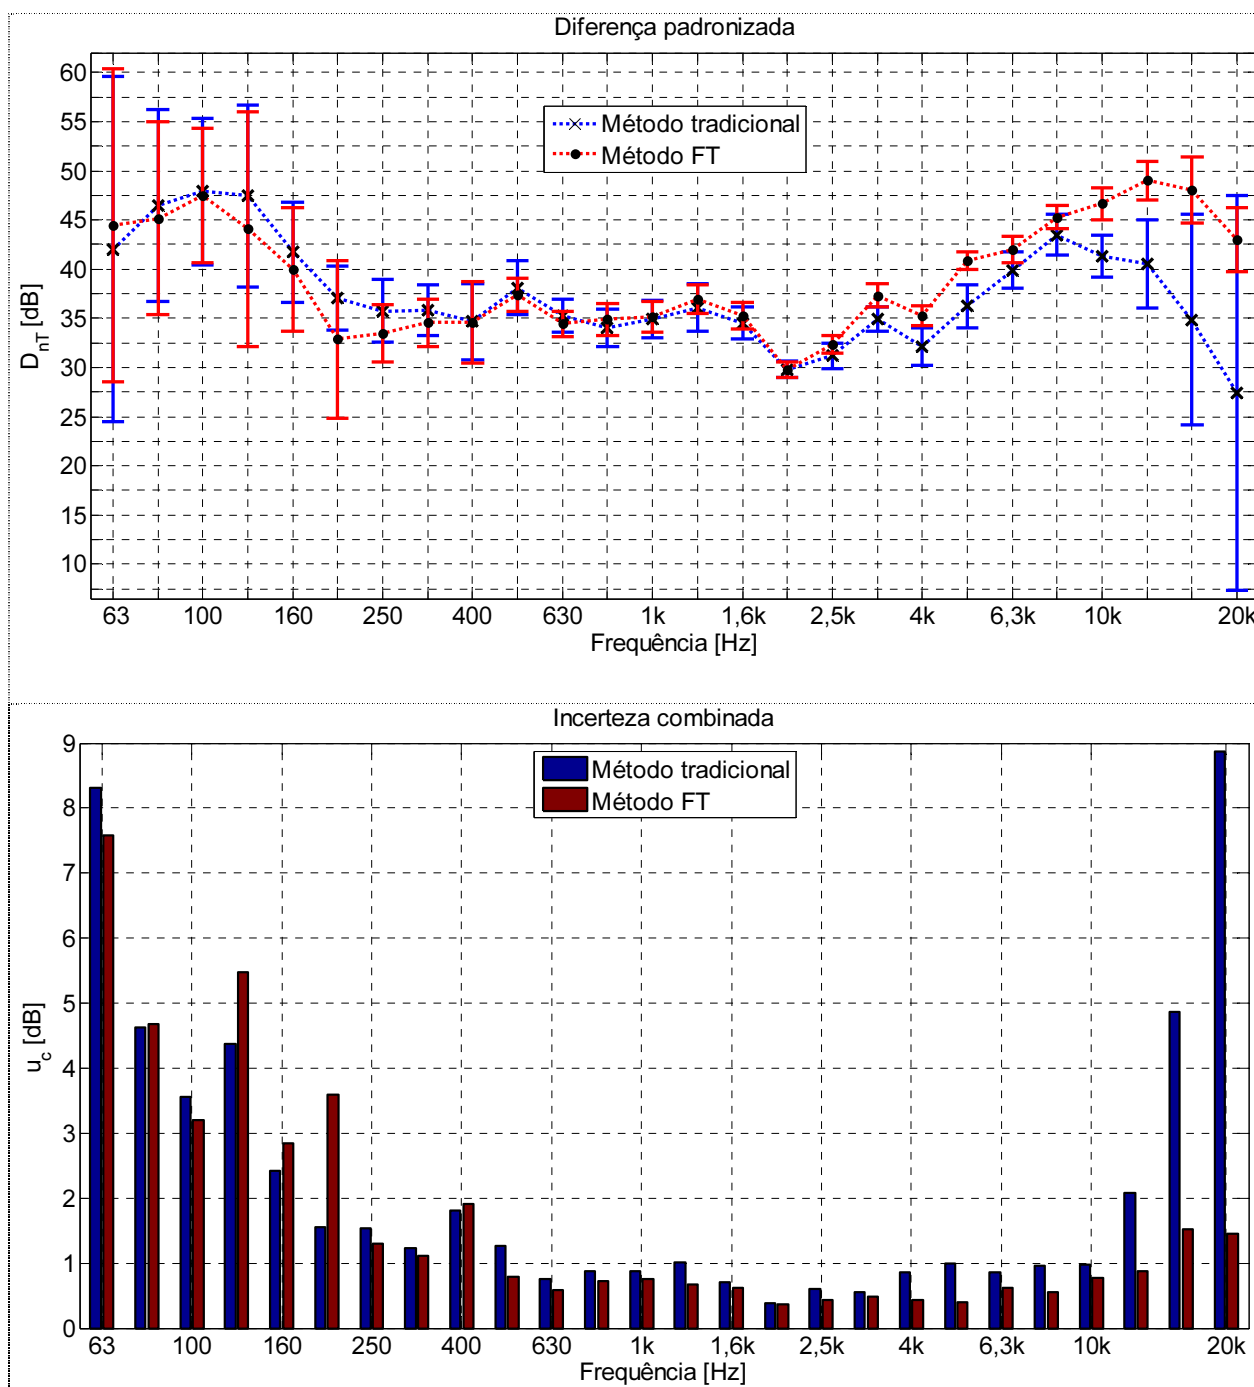 Diferença padronizada
60
55
50
45
40
35
30
25
20
15
10
D_nT [dB]
Método tradicional
Método FT
63 100 160 250 400 630 1k 1,6k 2,5k 4k 6,3k 10k 20k
Frequência [Hz]
Incerteza combinada
9
8
7
6
5
4
3
2
1
0
u_c [dB]
Método tradicional
Método FT
63 100 160 250 400 630 1k 1,6k 2,5k 4k 6,3k 10k 20k
Frequência [Hz]